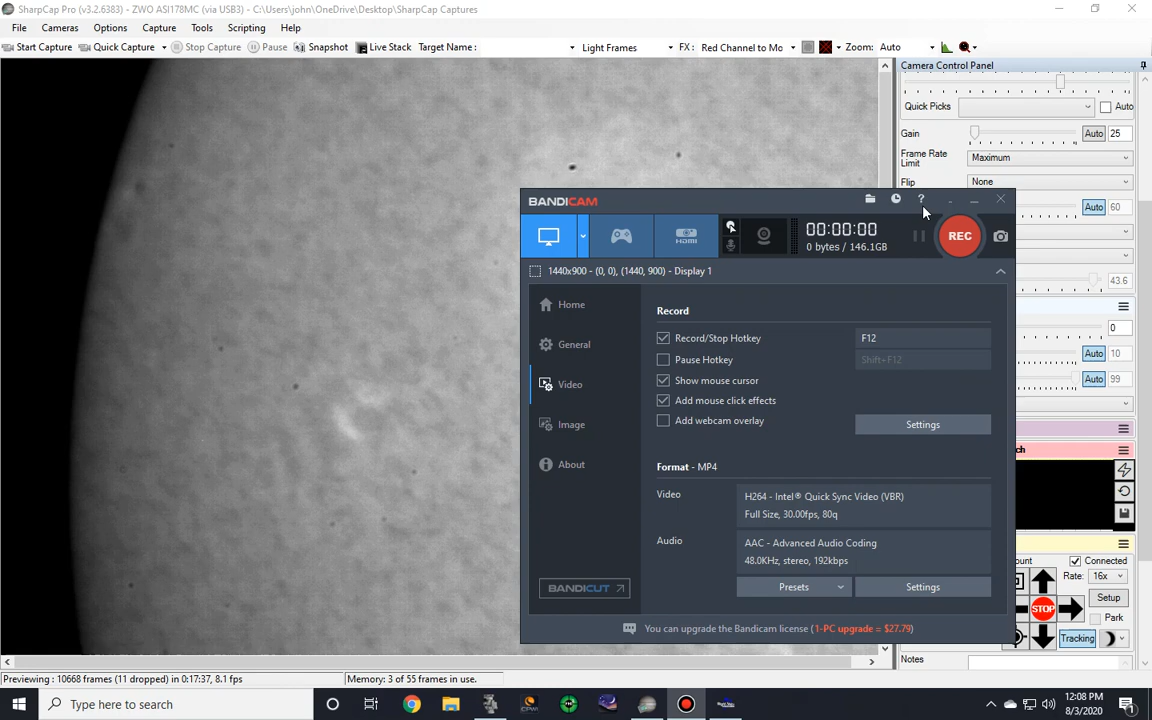 SharpCap Pro (v3.2.6383) - ZWO ASI178MC (via USB3) - C:\Users\john\OneDrive\Desktop\SharpCap Captures
File Cameras Options Capture Tools Scripting Help
Start Capture Quick Capture Stop Capture Pause Snapshot Live Stack Target Name : Light Frames FX : Red Channel to Mo Zoom: Auto
Camera Control Panel
Quick Picks Auto
Gain Auto 25
Frame Rate
Limit Maximum
Flip None
Auto 60
43.6
0
Auto 10
Auto 99
ch
ount Connected
Rate: 16x
STOP Setup
Park
Tracking
Notes
BANDICAM
?
00:00:00
0 bytes / 146.1GB
HDMI
REC
1440x900 - (0, 0), (1440, 900) - Display 1
Home
General
Video
Image
About
BANDICUT
Record
Record/Stop Hotkey F12
Pause Hotkey Shift+F12
Show mouse cursor
Add mouse click effects
Add webcam overlay Settings
Format - MP4
Video H264 - Intel® Quick Sync Video (VBR)
Full Size, 30.00fps, 80q
Audio AAC - Advanced Audio Coding
48.0KHz, stereo, 192kbps
Presets Settings
You can upgrade the Bandicam license (1-PC upgrade = $27.79)
Previewing : 10668 frames (11 dropped) in 0:17:37, 8.1 fps Memory: 3 of 55 frames in use.
Type here to search
12:08 PM
8/3/2020
1